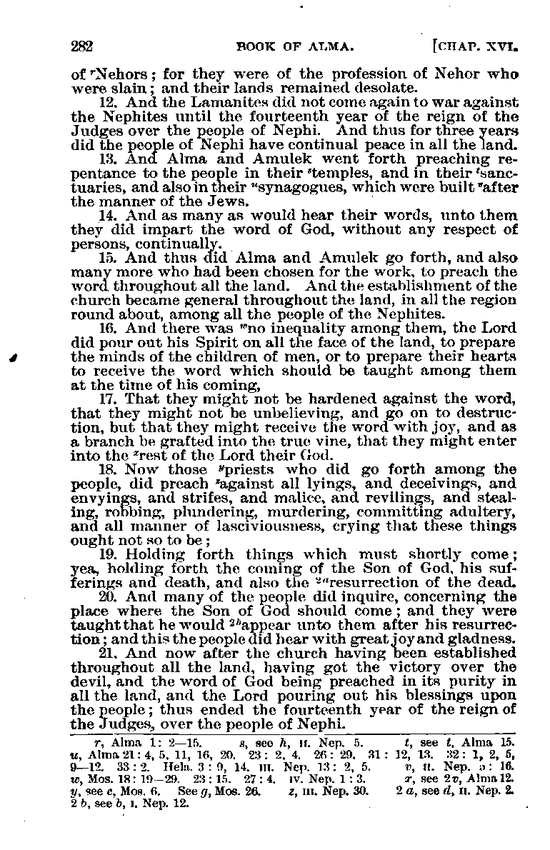 282 BOOK OF ALMA. [CHAP. XVI.
of ʳNehors; for they were of the profession of Nehor who
were slain; and their lands remained desolate.
12. And the Lamanites did not come again to war against
the Nephites until the fourteenth year of the reign of the
Judges over the people of Nephi. And thus for three years
did the people of Nephi have continual peace in all the land.
13. And Alma and Amulek went forth preaching re-
pentance to the people in their ˢtemples, and in their ᵗsanc-
tuaries, and also in their ᵘsynagogues, which were built ᵛafter
the manner of the Jews.
14. And as many as would hear their words, unto them
they did impart the word of God, without any respect of
persons, continually.
15. And thus did Alma and Amulek go forth, and also
many more who had been chosen for the work, to preach the
word throughout all the land. And the establishment of the
church became general throughout the land, in all the region
round about, among all the people of the Nephites.
16. And there was ʷno inequality among them, the Lord
did pour out his Spirit on all the face of the land, to prepare
the minds of the children of men, or to prepare their hearts
to receive the word which should be taught among them
at the time of his coming,
17. That they might not be hardened against the word,
that they might not be unbelieving, and go on to destruc-
tion, but that they might receive the word with joy, and as
a branch be grafted into the true vine, that they might enter
into the ˣrest of the Lord their God.
18. Now those ʸpriests who did go forth among the
people, did preach ᶻagainst all lyings, and deceivings, and
envyings, and strifes, and malice, and revilings, and steal-
ing, robbing, plundering, murdering, committing adultery,
and all manner of lasciviousness, crying that these things
ought not so to be;
19. Holding forth things which must shortly come;
yea, holding forth the coming of the Son of God, his suf-
ferings and death, and also the ²ᵃresurrection of the dead.
20. And many of the people did inquire, concerning the
place where the Son of God should come; and they were
taught that he would ²ᵇappear unto them after his resurrec-
tion; and this the people did hear with great joy and gladness.
21. And now after the church having been established
throughout all the land, having got the victory over the
devil, and the word of God being preached in its purity in
all the land, and the Lord pouring out his blessings upon
the people; thus ended the fourteenth year of the reign of
the Judges, over the people of Nephi.
r, Alma 1: 2—15. s, see h, II. Nep. 5. t, see t, Alma 15.
u, Alma 21: 4, 5, 11, 16, 20. 23: 2, 4. 26: 29. 31: 12, 13. 32: 1, 2, 5,
9—12. 33: 2. Hela. 3: 9, 14. III. Nep. 13: 2, 5. v, II. Nep. 5: 16.
w, Mos. 18: 19—29. 23: 15. 27: 4. IV. Nep. 1: 3. x, see 2v, Alma 12.
y, see c, Mos. 6. See g, Mos. 26. z, III. Nep. 30. 2 a, see d, II. Nep. 2.
2 b, see b, I. Nep. 12.